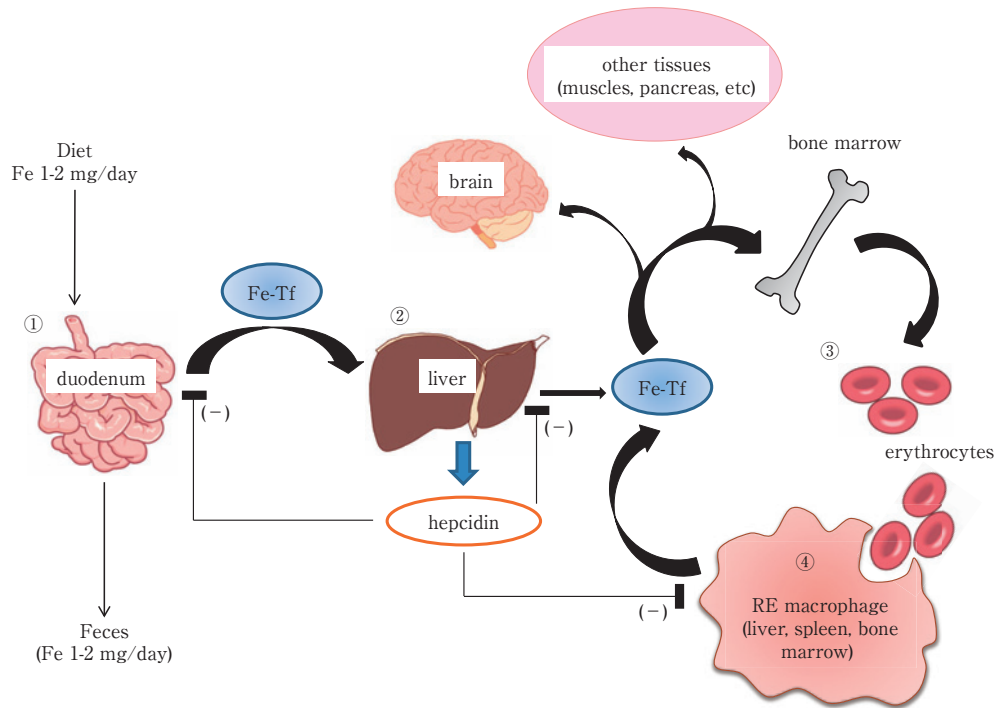 other tissues
(muscles, pancreas, etc)
bone marrow
Diet
Fe 1-2 mg/day
brain
Fe-Tf
①
②
③
duodenum
liver
Fe-Tf
(−)
(−)
erythrocytes
hepcidin
④
(−)
RE macrophage
(liver, spleen, bone
marrow)
Feces
(Fe 1-2 mg/day)